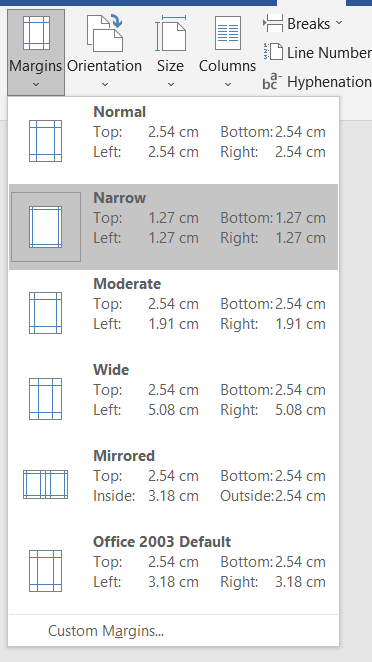 Margins Orientation Size Columns Breaks
Line Number
Hyphenation
Normal
Top: 2.54 cm Bottom: 2.54 cm
Left: 2.54 cm Right: 2.54 cm
Narrow
Top: 1.27 cm Bottom: 1.27 cm
Left: 1.27 cm Right: 1.27 cm
Moderate
Top: 2.54 cm Bottom: 2.54 cm
Left: 1.91 cm Right: 1.91 cm
Wide
Top: 2.54 cm Bottom: 2.54 cm
Left: 5.08 cm Right: 5.08 cm
Mirrored
Top: 2.54 cm Bottom: 2.54 cm
Inside: 3.18 cm Outside: 2.54 cm
Office 2003 Default
Top: 2.54 cm Bottom: 2.54 cm
Left: 3.18 cm Right: 3.18 cm
Custom Margins...